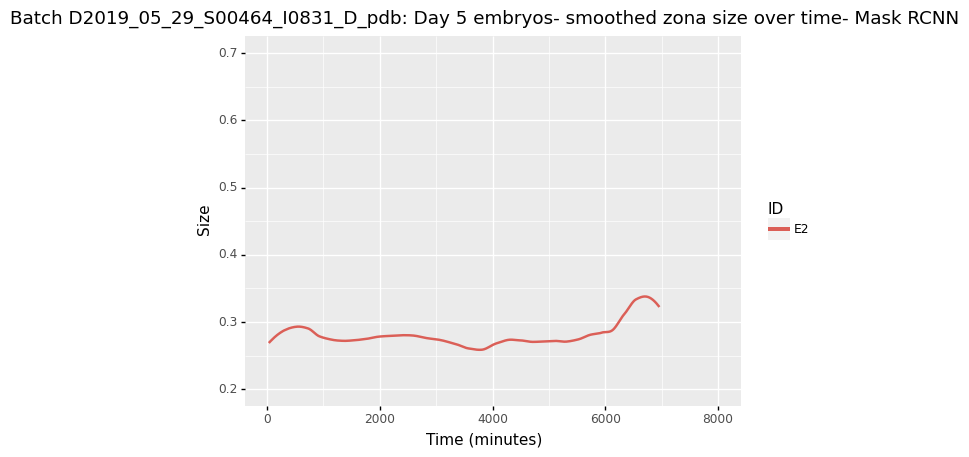 Batch D2019_05_29_S00464_I0831_D_pdb: Day 5 embryos- smoothed zona size over time- Mask RCNN
0.7
0.6
0.5
0.4
0.3
0.2
Size
0 2000 4000 6000 8000
Time (minutes)
ID
E2